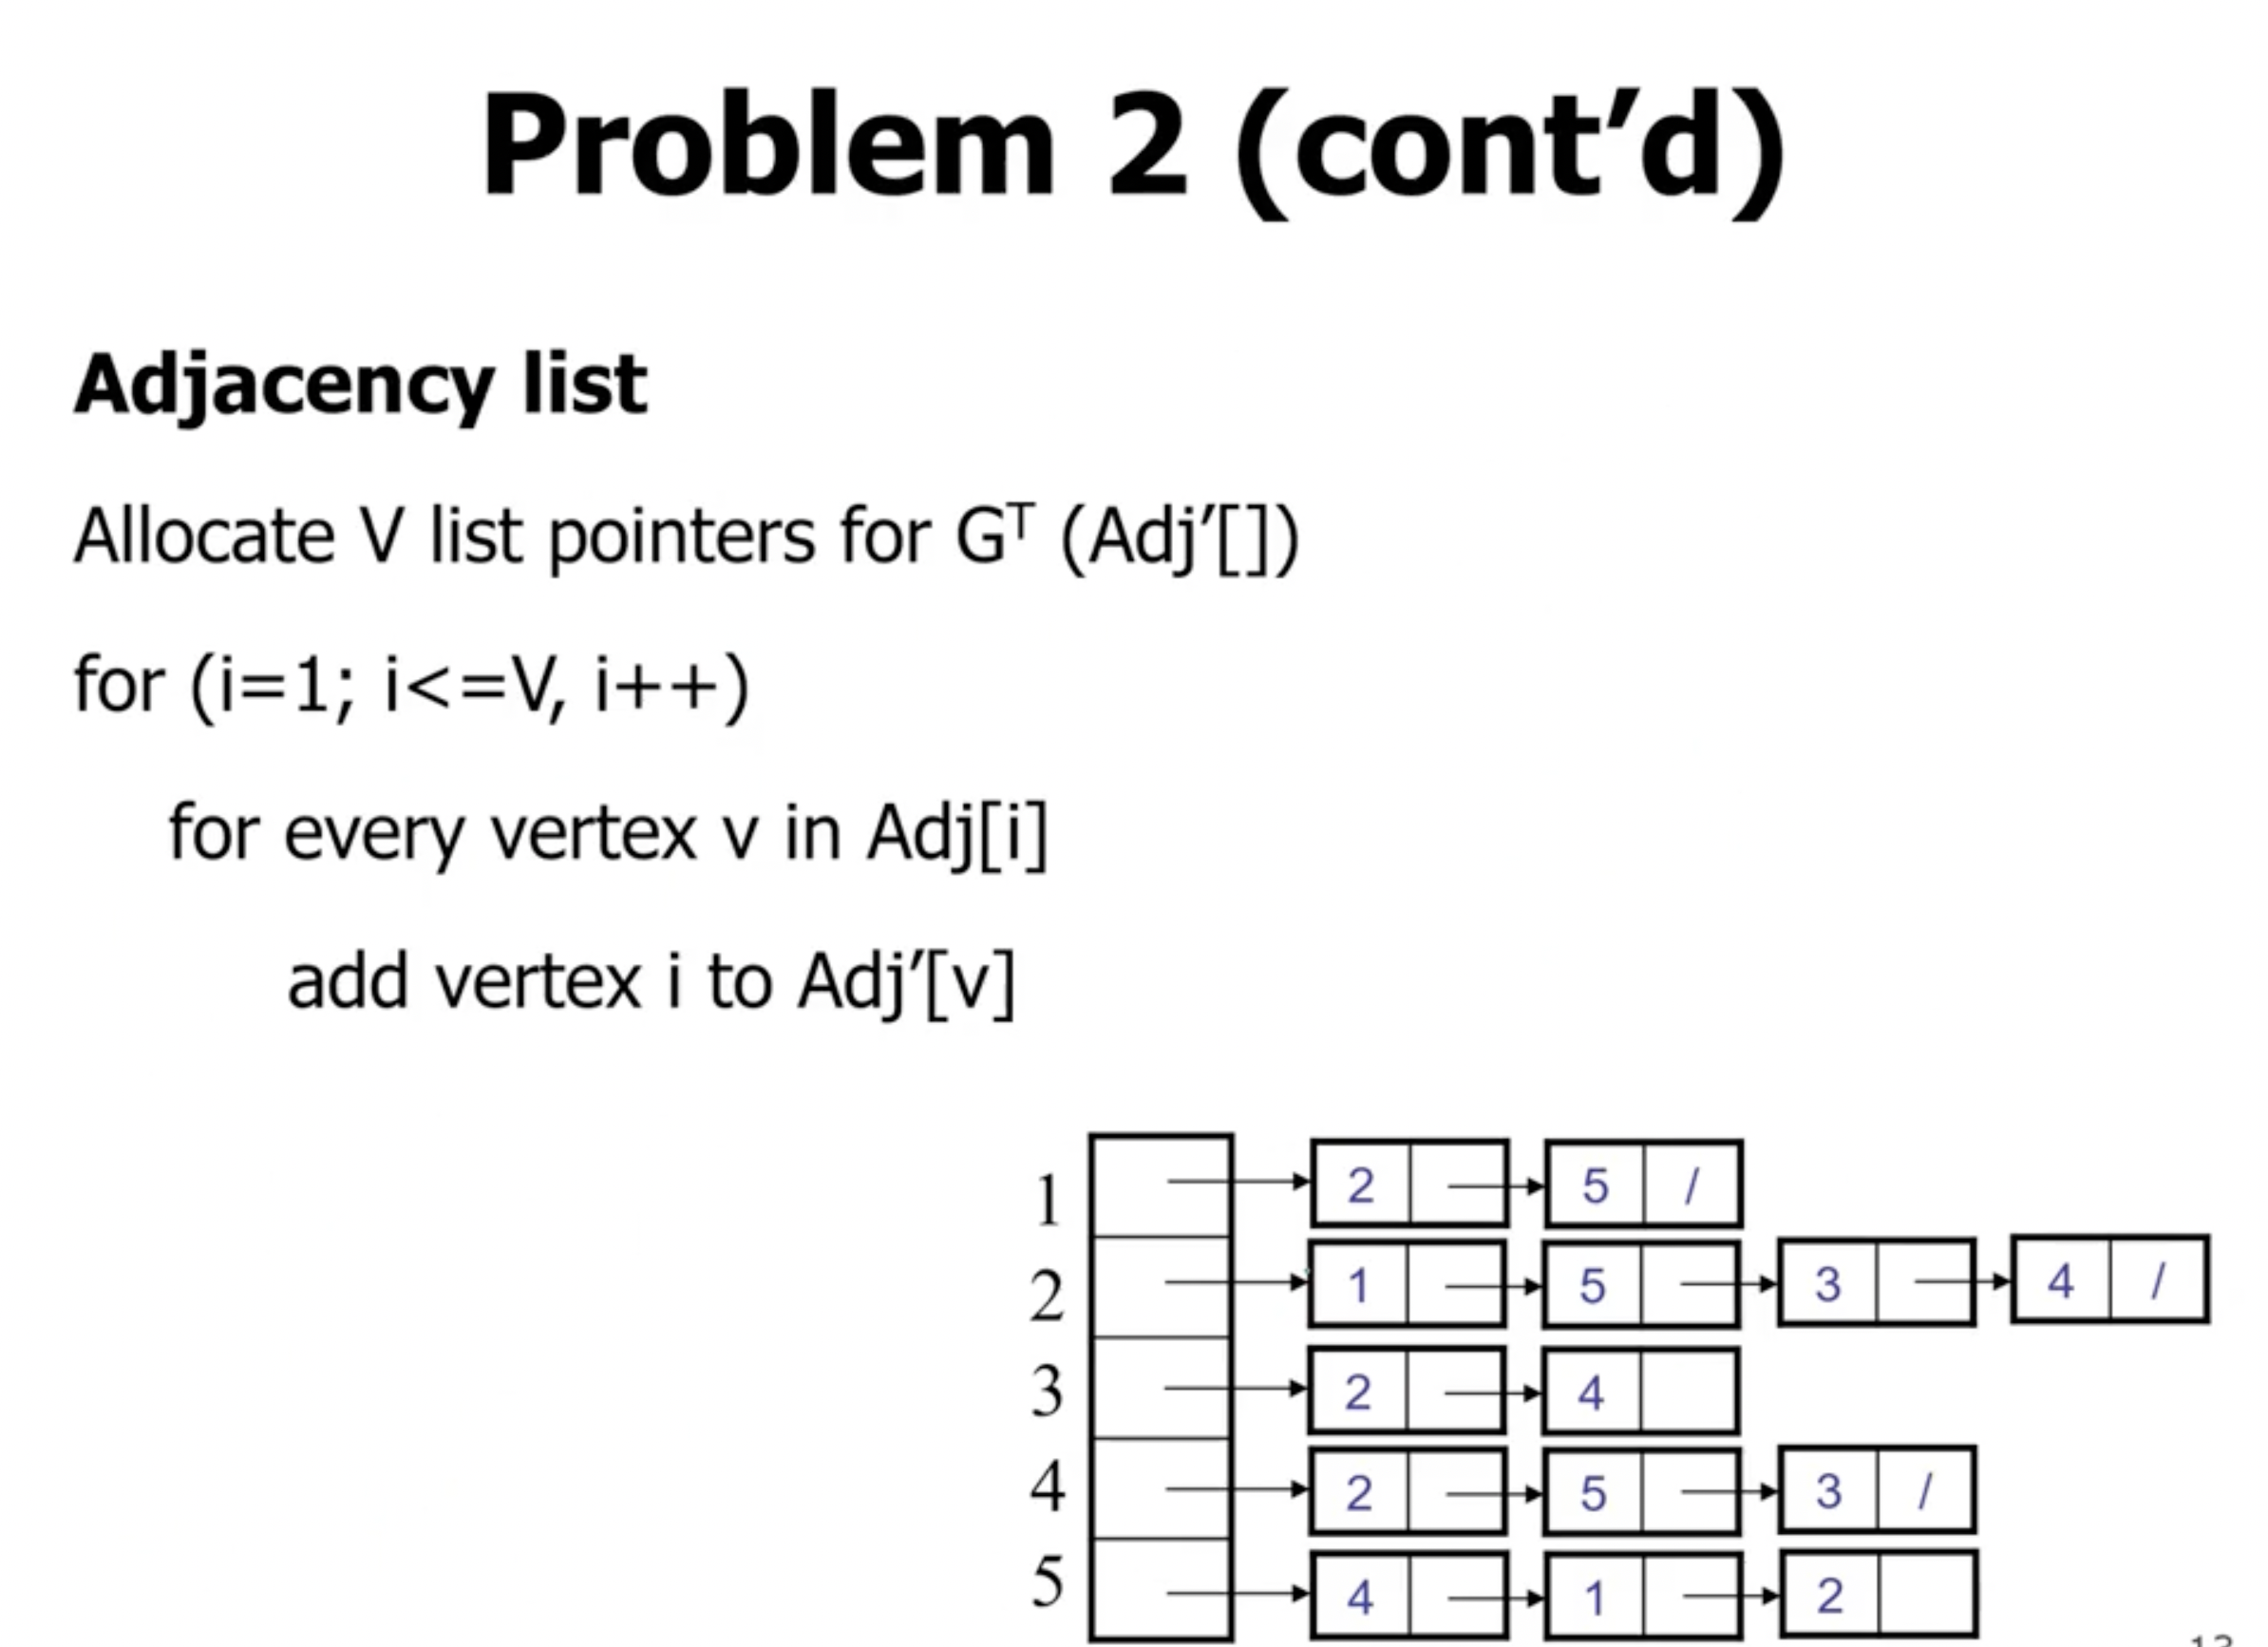 Problem 2 (cont’d)
Adjacency list
Allocate V list pointers for Gᵀ (Adj’[])
for (i=1; i<=V, i++)
for every vertex v in Adj[i]
add vertex i to Adj’[v]
1 2 5 /
2 1 5 3 4 /
3 2 4
4 2 5 3 /
5 4 1 2